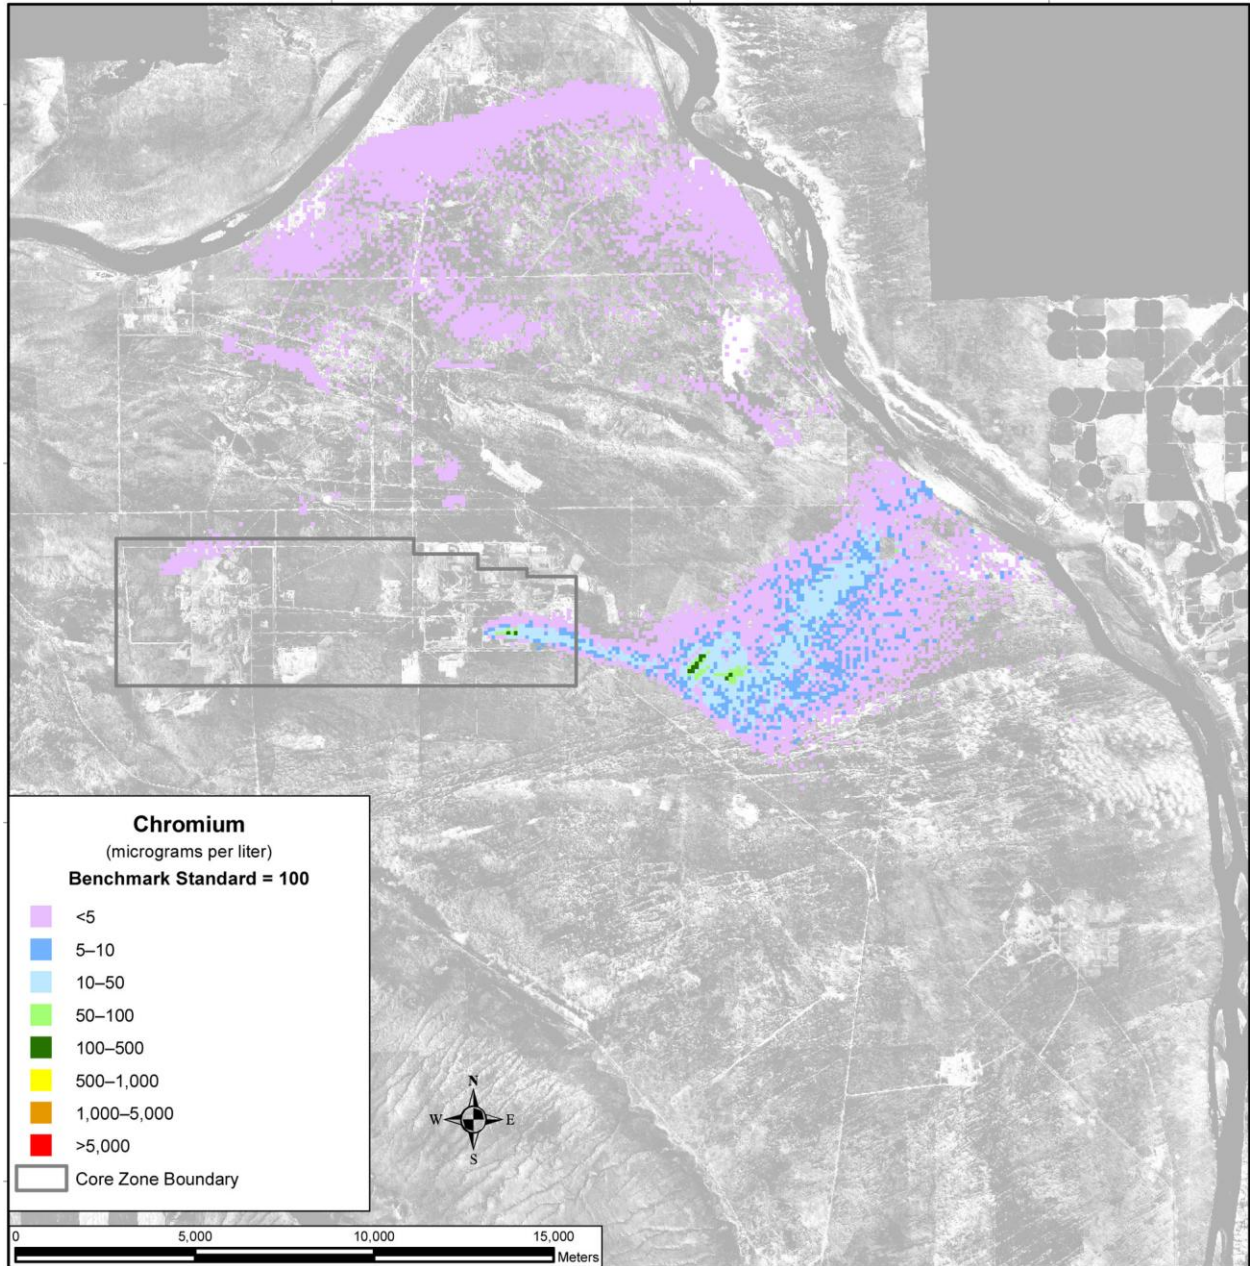 N
W E
S
Chromium
(micrograms per liter)
Benchmark Standard = 100
<5
5–10
10–50
50–100
100–500
500–1,000
1,000–5,000
>5,000
Core Zone Boundary
0 5,000 10,000 15,000
Meters